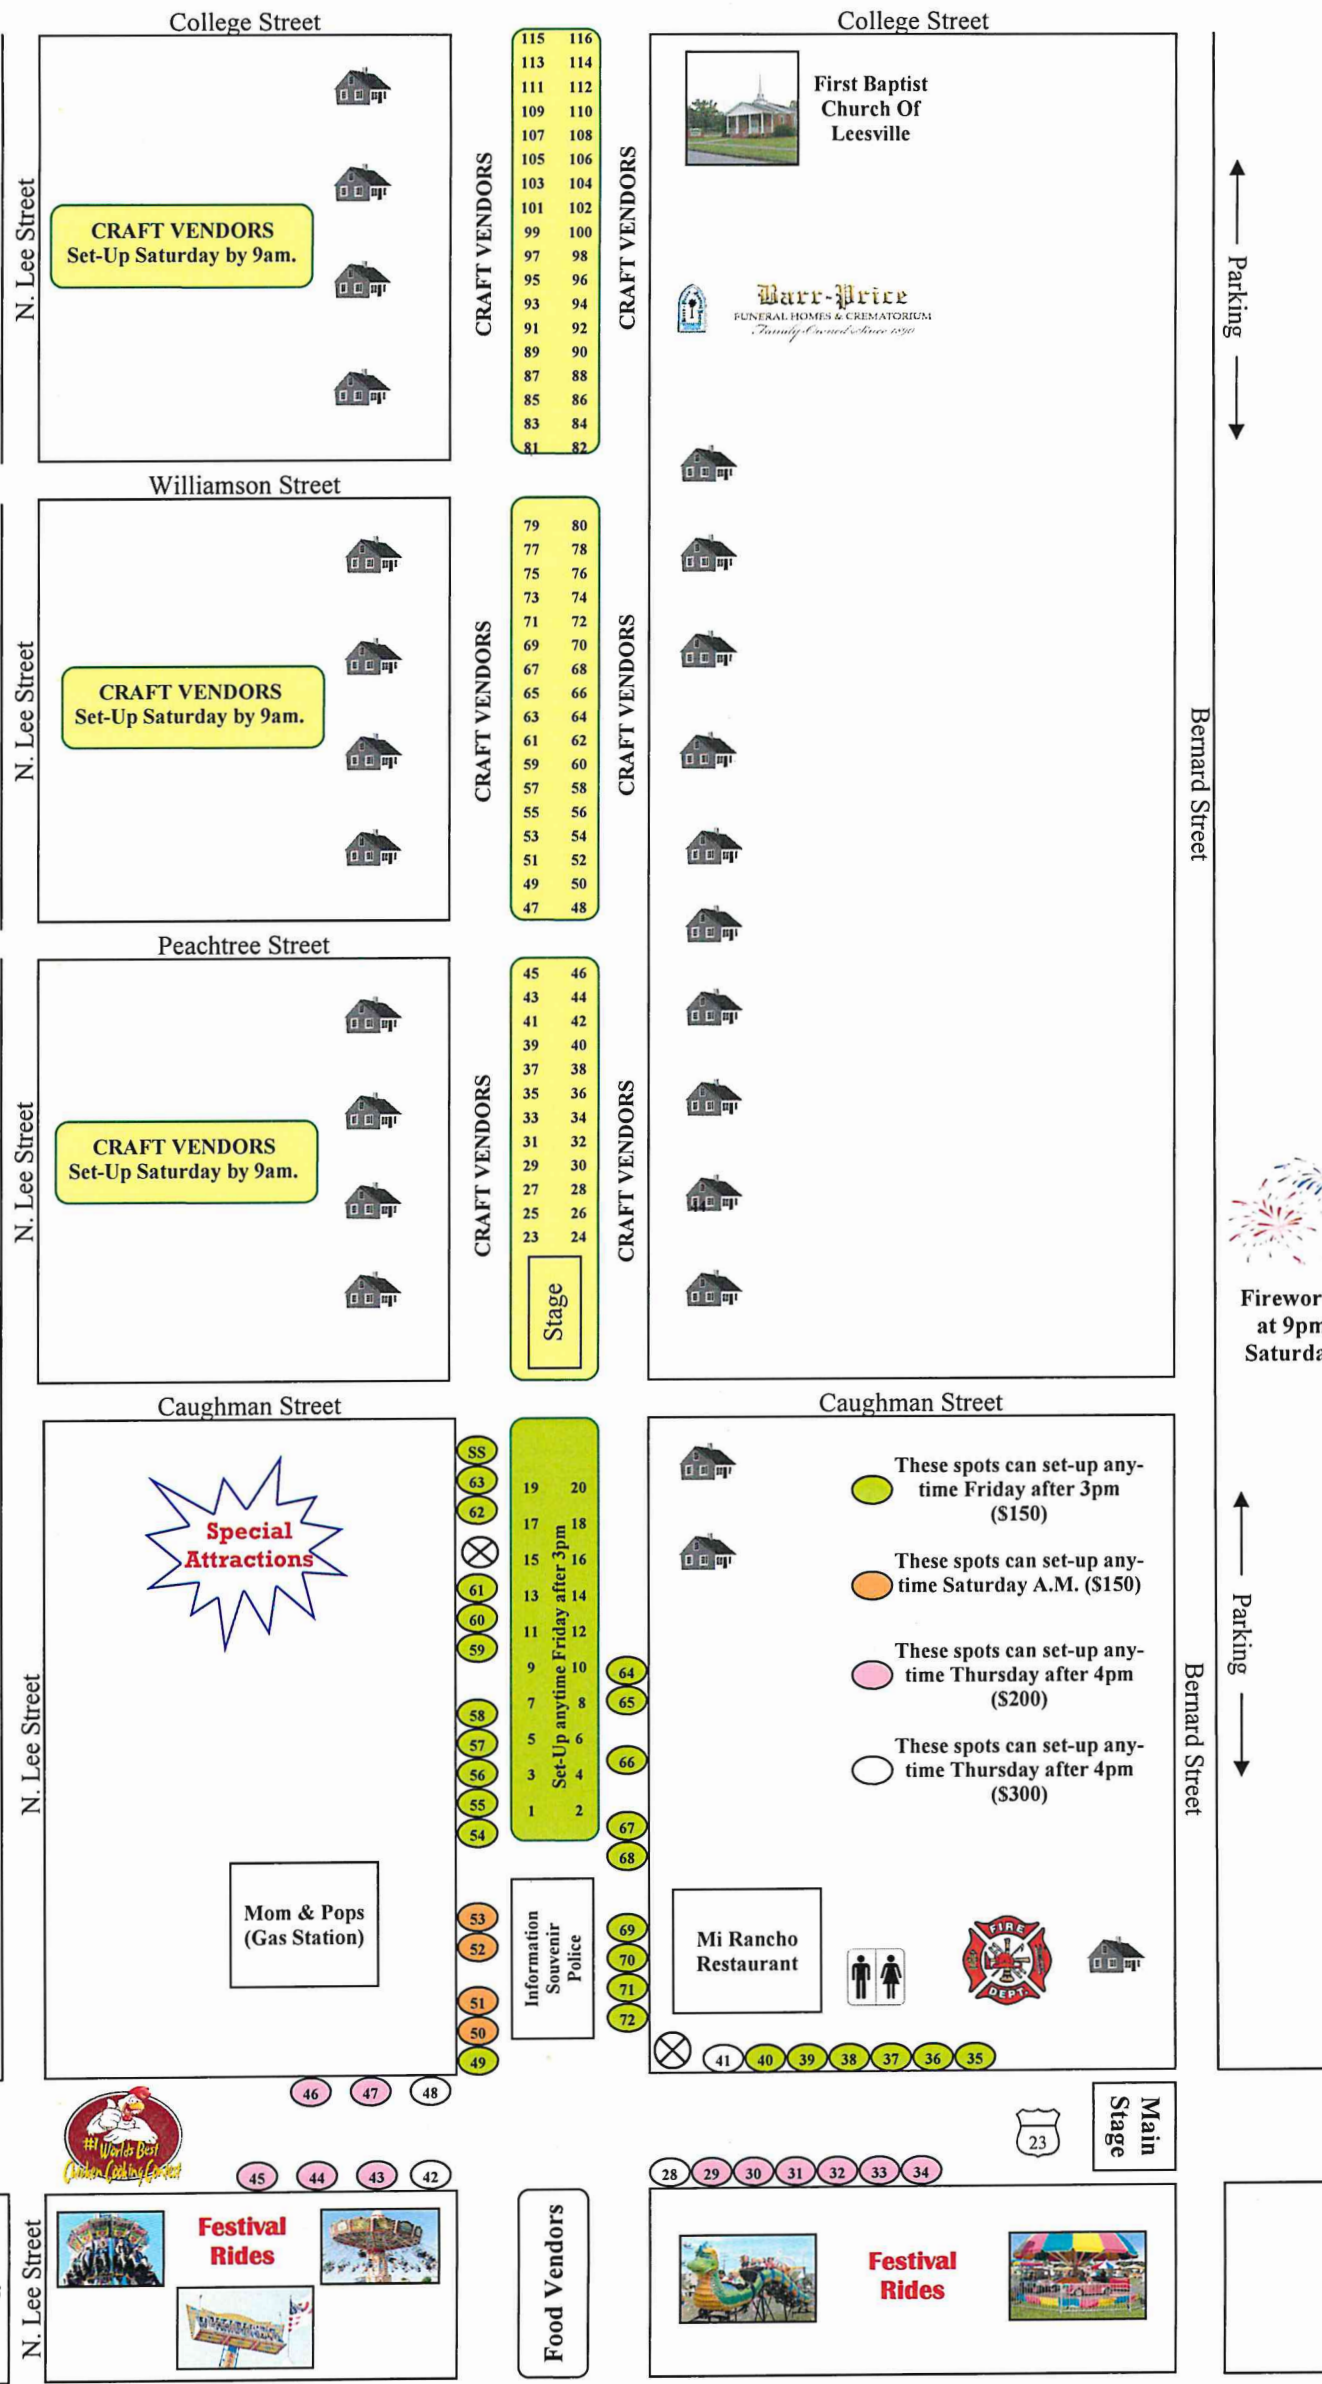 College Street
College Street
N. Lee Street
CRAFT VENDORS
Set-Up Saturday by 9am.
CRAFT VENDORS
115 116
113 114
111 112
109 110
107 108
105 106
103 104
101 102
99 100
97 98
95 96
93 94
91 92
89 90
87 88
85 86
83 84
81 82
CRAFT VENDORS
First Baptist
Church Of
Leesville
Barr-Price
FUNERAL HOMES & CREMATORIUM
Family Owned Since 1890
Parking
Williamson Street
N. Lee Street
CRAFT VENDORS
Set-Up Saturday by 9am.
CRAFT VENDORS
79 80
77 78
75 76
73 74
71 72
69 70
67 68
65 66
63 64
61 62
59 60
57 58
55 56
53 54
51 52
49 50
47 48
CRAFT VENDORS
Bernard Street
Peachtree Street
N. Lee Street
CRAFT VENDORS
Set-Up Saturday by 9am.
CRAFT VENDORS
45 46
43 44
41 42
39 40
37 38
35 36
33 34
31 32
29 30
27 28
25 26
23 24
Stage
CRAFT VENDORS
44
Firewor
at 9pm
Saturda
Caughman Street
Caughman Street
N. Lee Street
Special
Attractions
SS
63
62
61
60
59
58
57
56
55
54
53
52
51
50
49
19 20
17 18
15 16
13 14
11 12
9 10
7 8
5 6
3 4
1 2
Set-Up anytime Friday after 3pm
64
65
66
67
68
69
70
71
72
These spots can set-up any-
time Friday after 3pm
($150)
These spots can set-up any-
time Saturday A.M. ($150)
These spots can set-up any-
time Thursday after 4pm
($200)
These spots can set-up any-
time Thursday after 4pm
($300)
Bernard Street
Parking
Mom & Pops
(Gas Station)
Information
Souvenir
Police
Mi Rancho
Restaurant
FIRE
DEPT.
41 40 39 38 37 36 35
46 47 48
#1 Worlds Best
Chicken Cooking Contest
45 44 43 42
28 29 30 31 32 33 34
23
Main
Stage
N. Lee Street
Festival
Rides
Food Vendors
Festival
Rides